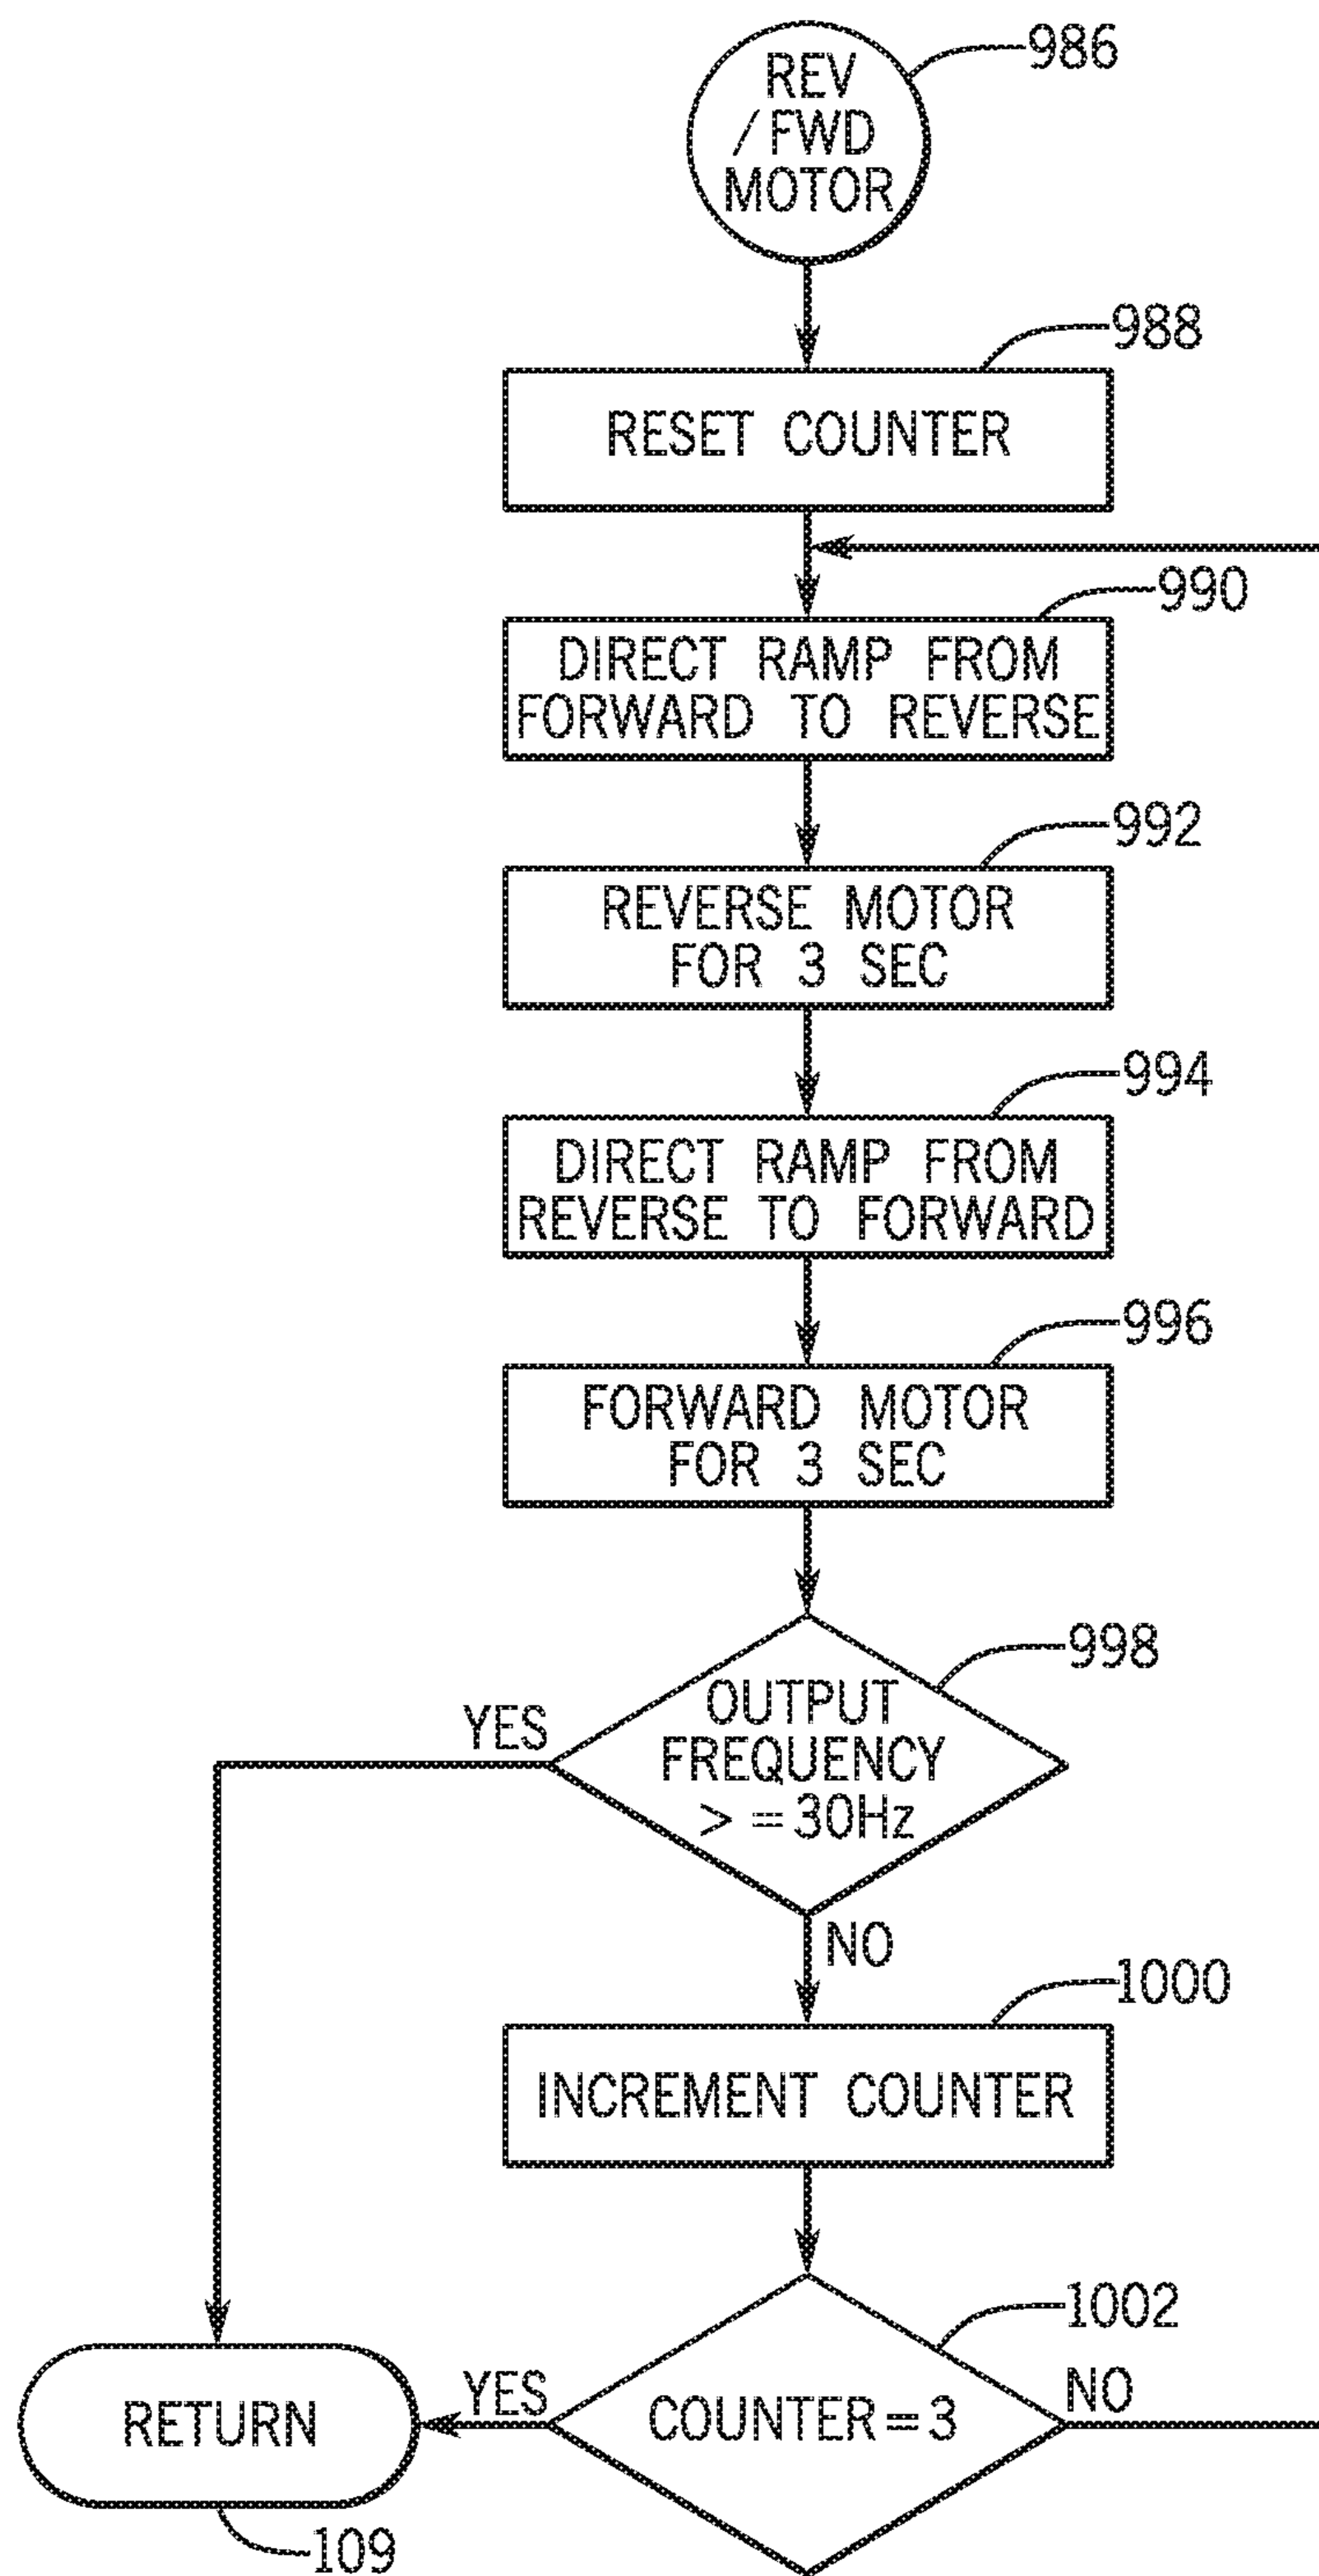 REV
/FWD
MOTOR
986
988
RESET COUNTER
990
DIRECT RAMP FROM
FORWARD TO REVERSE
992
REVERSE MOTOR
FOR 3 SEC
994
DIRECT RAMP FROM
REVERSE TO FORWARD
996
FORWARD MOTOR
FOR 3 SEC
998
YES
OUTPUT
FREQUENCY
> =30Hz
NO
1000
INCREMENT COUNTER
1002
RETURN
YES
COUNTER=3
NO
109